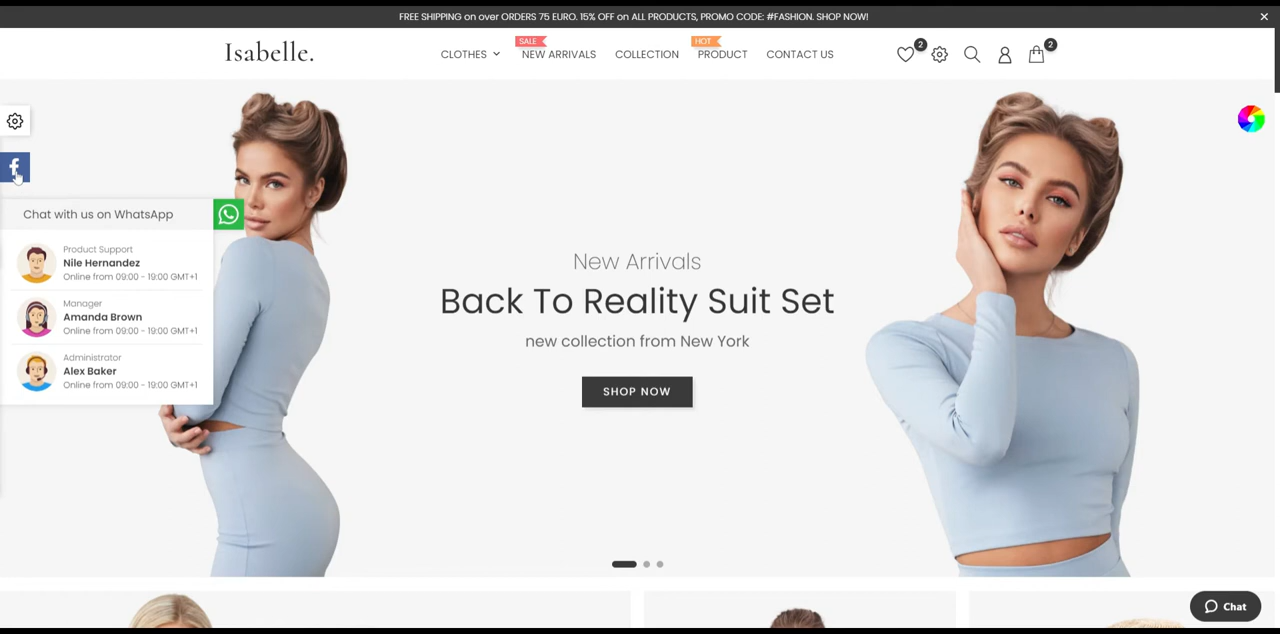 FREE SHIPPING on over ORDERS 75 EURO. 15% OFF on ALL PRODUCTS, PROMO CODE: #FASHION. SHOP NOW!
Isabelle.
CLOTHES
SALE
NEW ARRIVALS
COLLECTION
HOT
PRODUCT
CONTACT US
2
2
f
Chat with us on WhatsApp
Product Support
Nile Hernandez
Online from 09:00 - 19:00 GMT+1
Manager
Amanda Brown
Online from 09:00 - 19:00 GMT+1
Administrator
Alex Baker
Online from 09:00 - 19:00 GMT+1
New Arrivals
Back To Reality Suit Set
new collection from New York
SHOP NOW
Chat